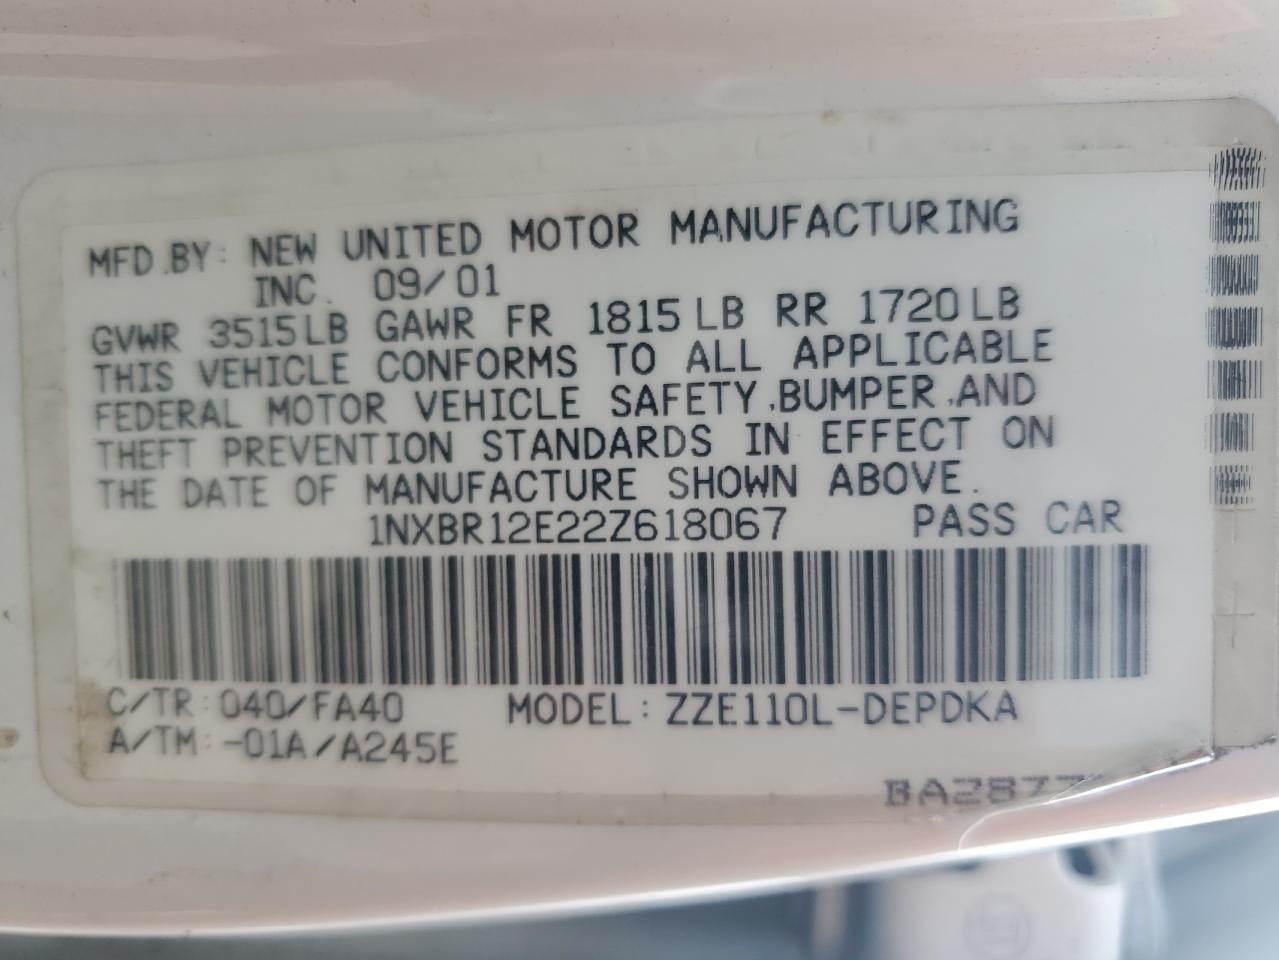 MFD.BY: NEW UNITED MOTOR MANUFACTURING
INC. 09/01
GVWR 3515LB GAWR FR 1815LB RR 1720LB
THIS VEHICLE CONFORMS TO ALL APPLICABLE
FEDERAL MOTOR VEHICLE SAFETY,BUMPER,AND
THEFT PREVENTION STANDARDS IN EFFECT ON
THE DATE OF MANUFACTURE SHOWN ABOVE.
1NXBR12E22Z618067 PASS CAR
C/TR:040/FA40 MODEL:ZZE110L-DEPDKA
A/TM:-01A/A245E